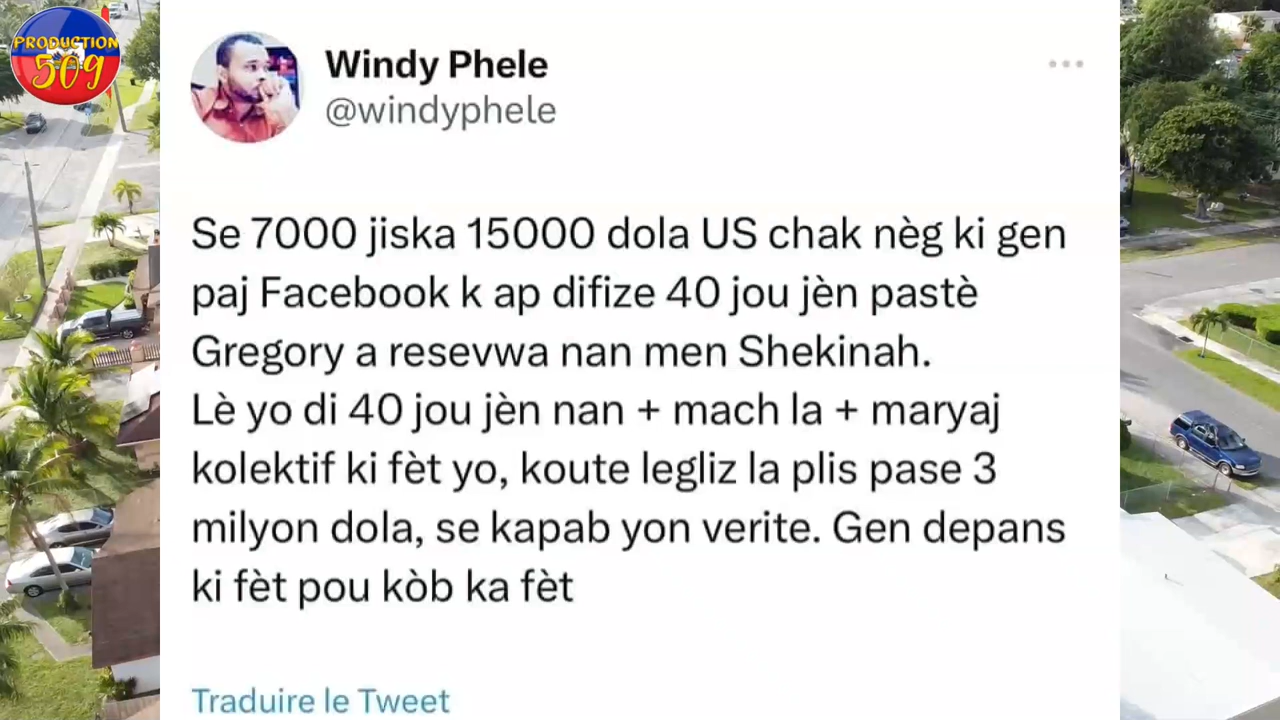 PRODUCTION
509
Windy Phele
@windyphele
Se 7000 jiska 15000 dola US chak nèg ki gen
paj Facebook k ap difize 40 jou jèn pastè
Gregory a resevwa nan men Shekinah.
Lè yo di 40 jou jèn nan + mach la + maryaj
kolektif ki fèt yo, koute legliz la plis pase 3
milyon dola, se kapab yon verite. Gen depans
ki fèt pou kòb ka fèt
Traduire le Tweet